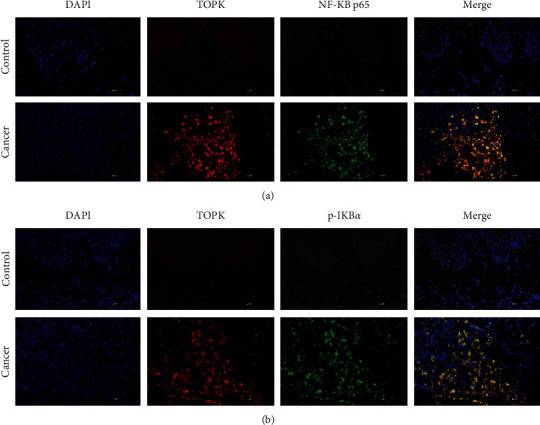 DAPI TOPK NF-KB p65 Merge
Control
Cancer
(a)
DAPI TOPK p-IKBα Merge
Control
Cancer
(b)